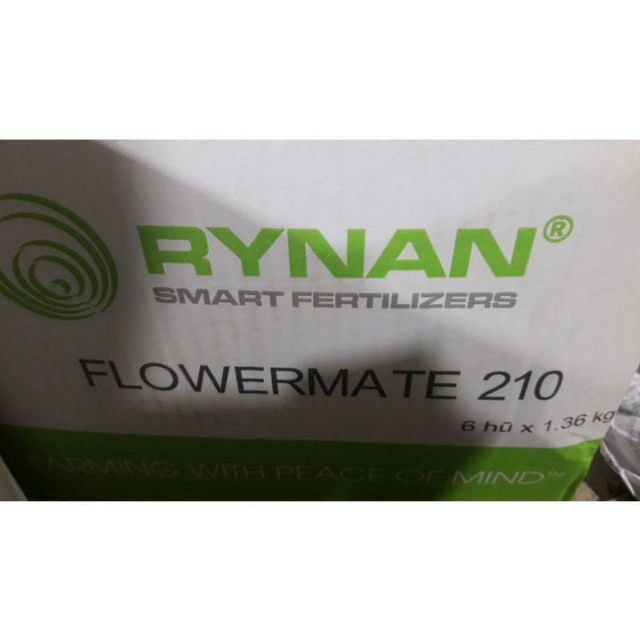 RYNAN®
SMART FERTILIZERS
FLOWERMATE 210
6 hũ x 1.36 kg
FARMING WITH PEACE OF MIND™